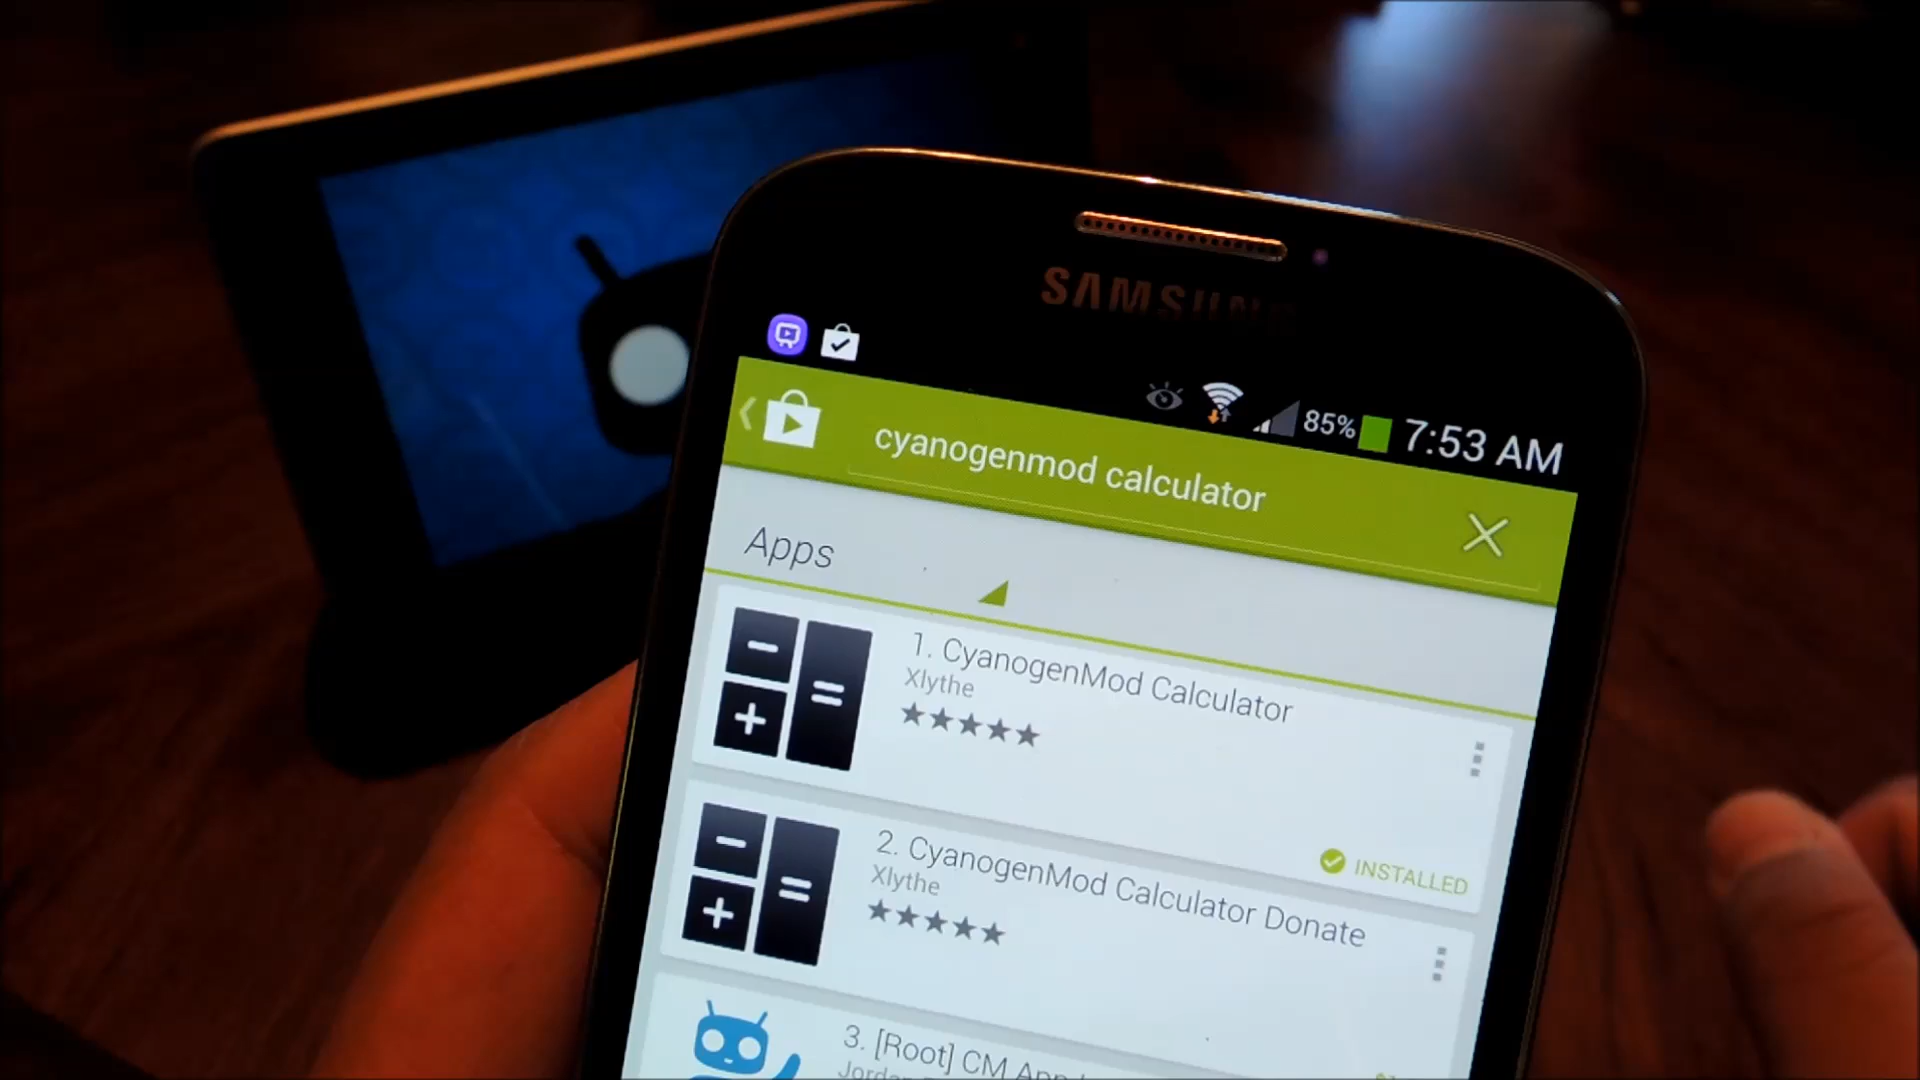 SAMSUNG
85% 7:53 AM
cyanogenmod calculator
Apps
1. CyanogenMod Calculator
Xlythe
INSTALLED
2. CyanogenMod Calculator Donate
Xlythe
3. [Root] CM App